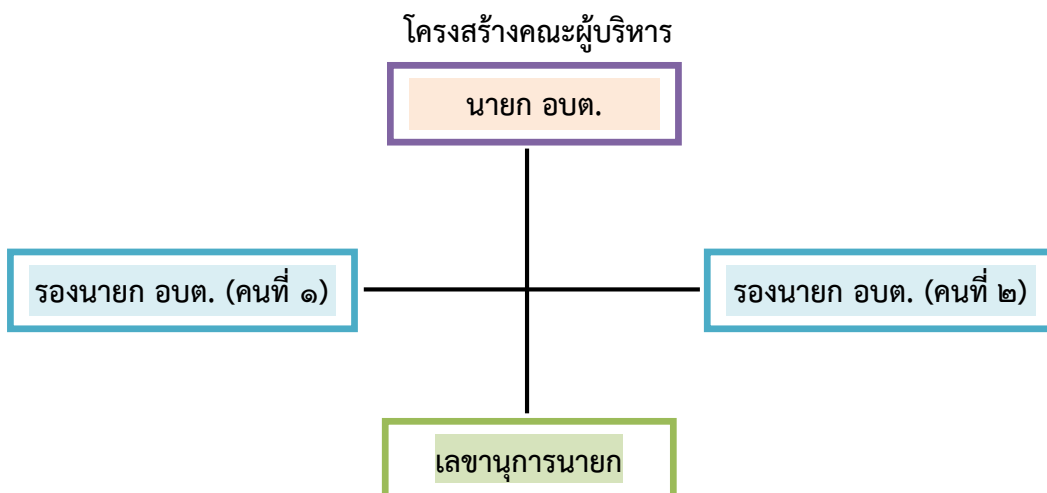 โครงสร้างคณะผู้บริหาร
นายก อบต.
รองนายก อบต. (คนที่ ๑)
รองนายก อบต. (คนที่ ๒)
เลขานุการนายก